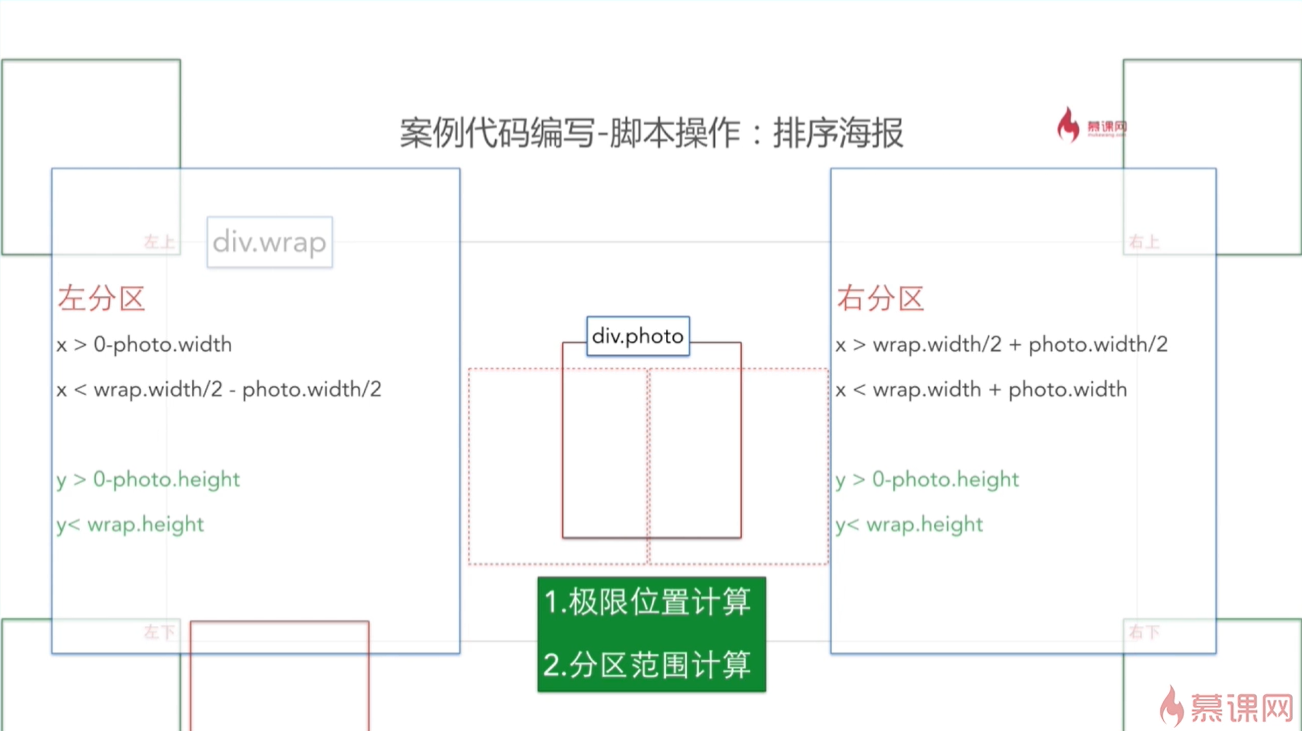 案例代码编写-脚本操作：排序海报
慕课网
左上
div.wrap
右上
左分区
x > 0-photo.width
x < wrap.width/2 - photo.width/2
y > 0-photo.height
y< wrap.height
div.photo
右分区
x > wrap.width/2 + photo.width/2
x < wrap.width + photo.width
y > 0-photo.height
y< wrap.height
1.极限位置计算
2.分区范围计算
左下
右下
慕课网